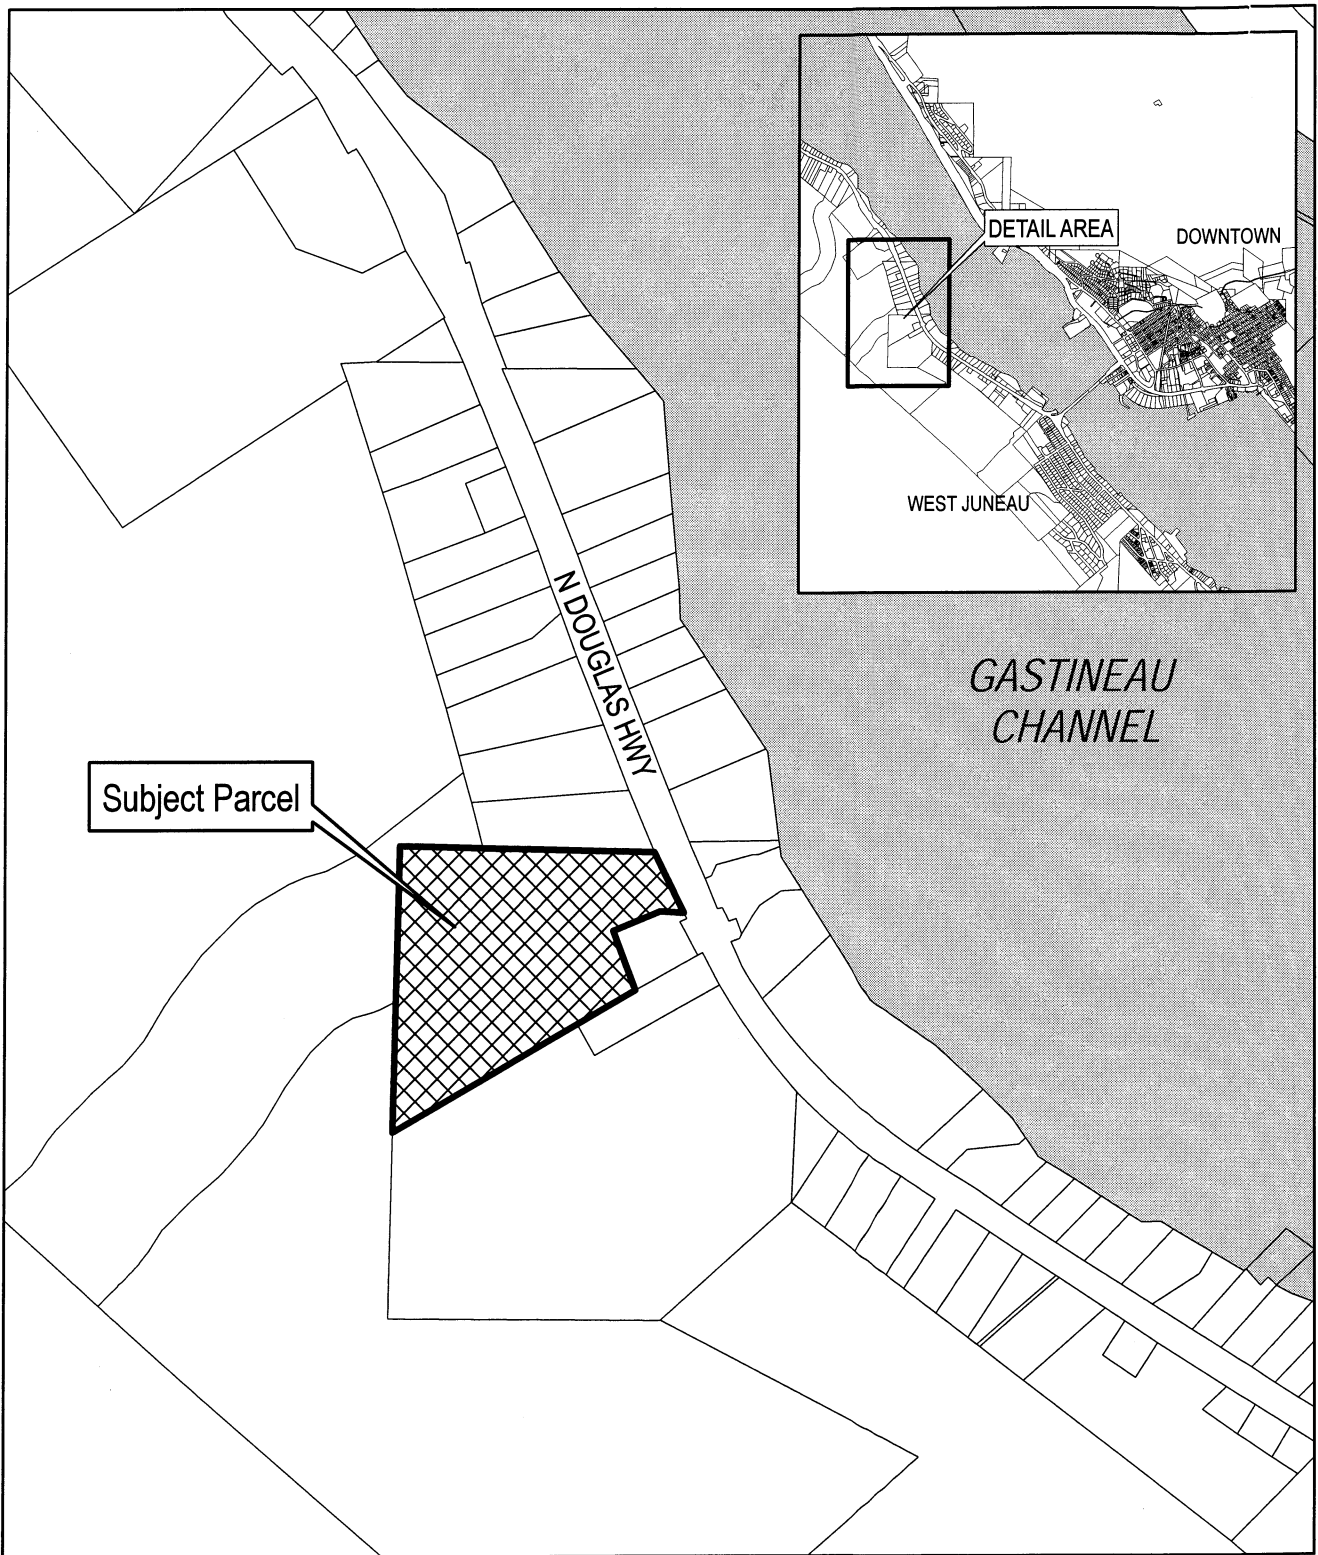 DETAIL AREA
DOWNTOWN
WEST JUNEAU
N DOUGLAS HWY
GASTINEAU
CHANNEL
Subject Parcel